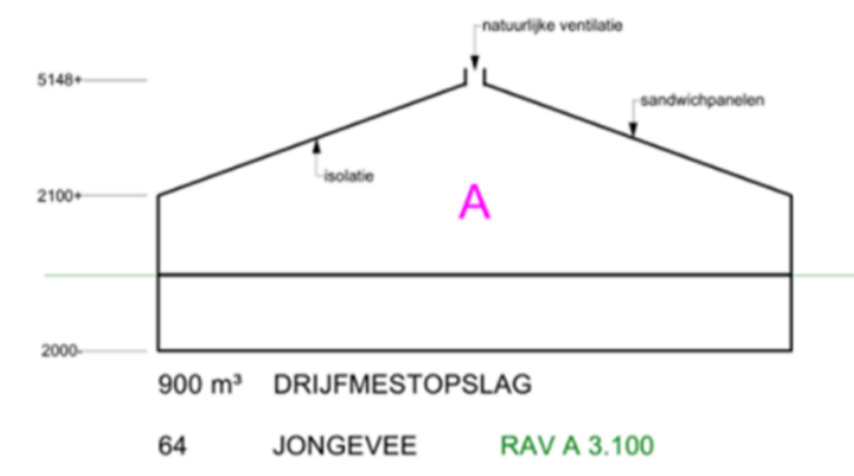 natuurlijke ventilatie
5148+
sandwichpanelen
isolatie
2100+
A
2000-
900 m³ DRIJFMESTOPSLAG
64 JONGEVEE RAV A 3.100